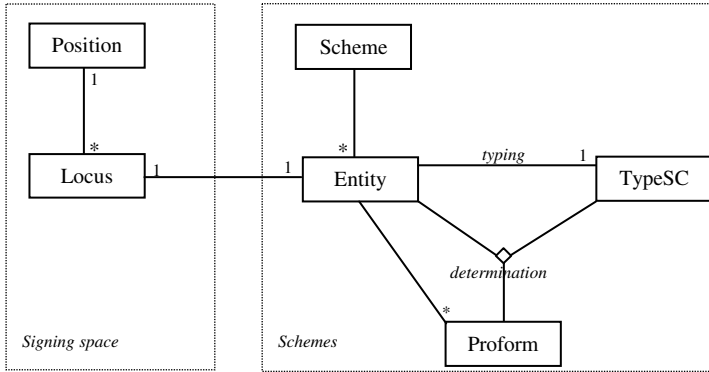 Position
Scheme
1
*
*
typing
1
Locus
1
1
Entity
TypeSC
determination
*
Signing space
Schemes
Proform